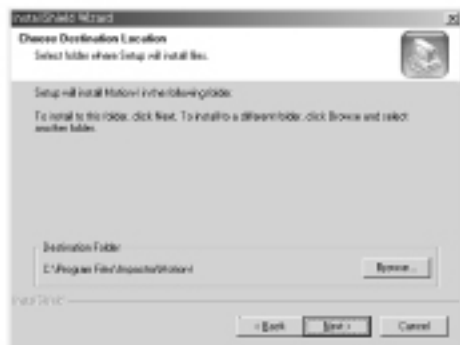 InstallShield Wizard
Choose Destination Location
Select folder where Setup will install files.
Setup will install Motion-I in the following folder.
To install to this folder, click Next. To install to a different folder, click Browse and select
another folder.
Destination Folder
C:\Program Files\
Browse...
InstallShield
< Back
Next >
Cancel